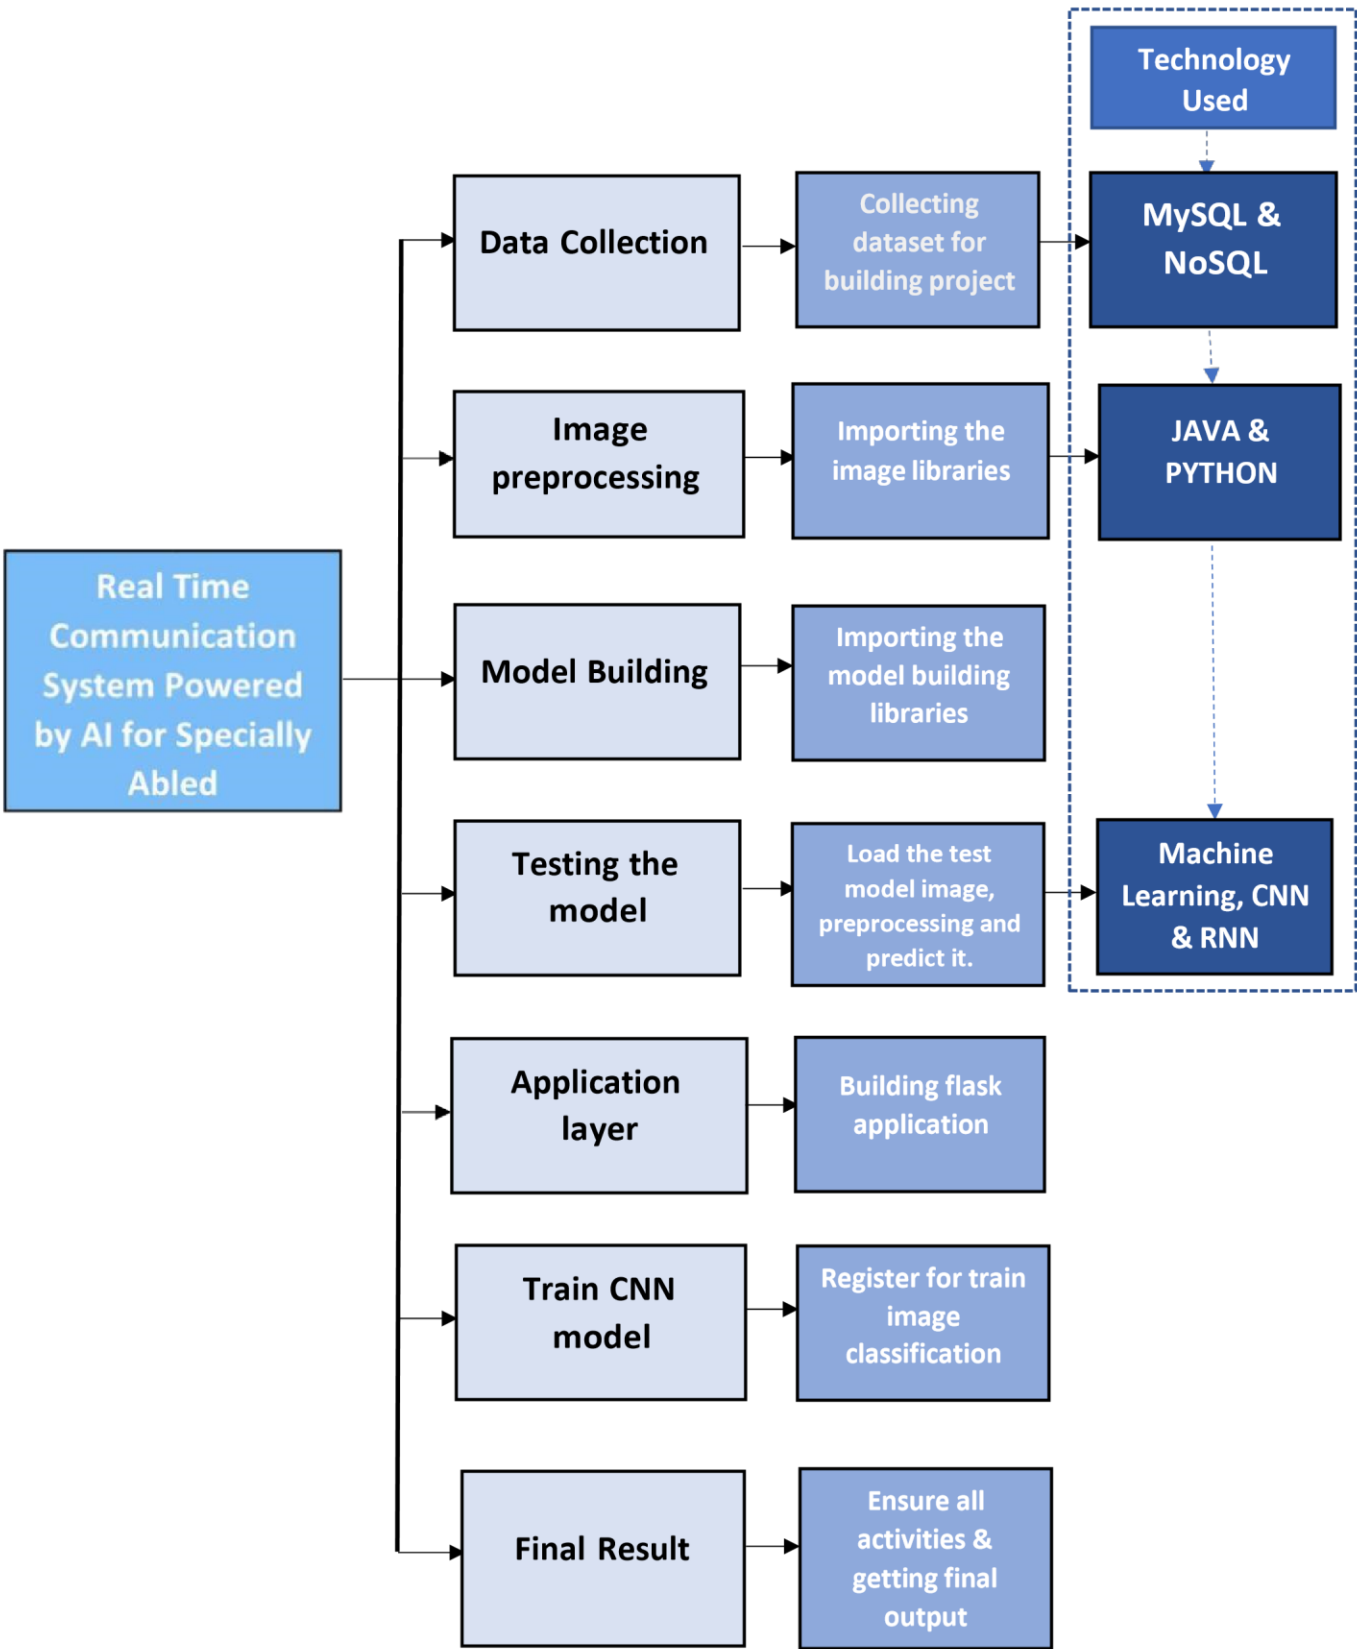 Technology
Used
Data Collection
Collecting
dataset for
building project
MySQL &
NoSQL
Image
preprocessing
Importing the
image libraries
JAVA &
PYTHON
Real Time
Communication
System Powered
by AI for Specially
Abled
Model Building
Importing the
model building
libraries
Testing the
model
Load the test
model image,
preprocessing and
predict it.
Machine
Learning, CNN
& RNN
Application
layer
Building flask
application
Train CNN
model
Register for train
image
classification
Final Result
Ensure all
activities &
getting final
output